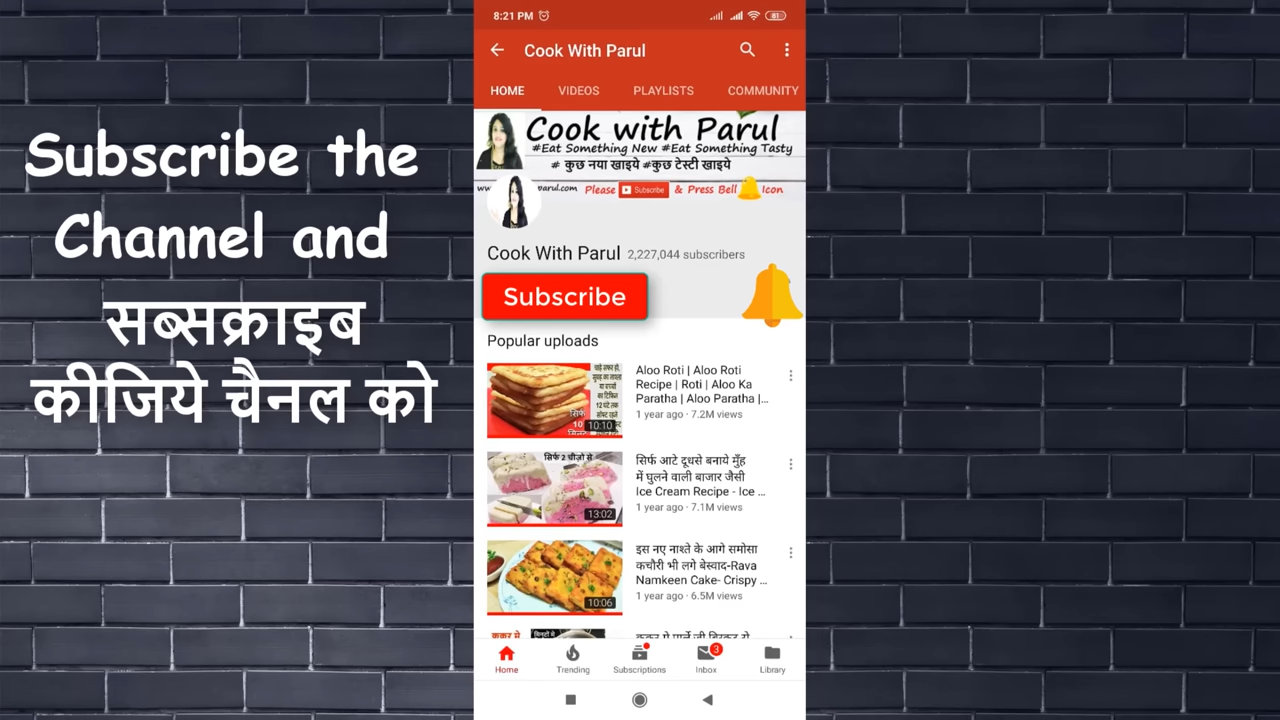 Subscribe the
Channel and
सब्सक्राइब
कीजिये चैनल को
8:21 PM
81
Cook With Parul
HOME VIDEOS PLAYLISTS COMMUNITY
Cook with Parul
#Eat Something New #Eat Something Tasty
# कुछ नया खाइये #कुछ टेस्टी खाइये
parul.com Please Subscribe & Press Bell Icon
Cook With Parul 2,227,044 subscribers
Subscribe
Popular uploads
10:10
Aloo Roti | Aloo Roti
Recipe | Roti | Aloo Ka
Paratha | Aloo Paratha |...
1 year ago · 7.2M views
सिर्फ 2 चीज़ो से
13:02
सिर्फ आटे दूधसे बनाये मुँह
में घुलने वाली बाजार जैसी
Ice Cream Recipe - Ice ...
1 year ago · 7.1M views
10:06
इस नए नाश्ते के आगे समोसा
कचौरी भी लगे बेस्वाद-Rava
Namkeen Cake- Crispy ...
1 year ago · 6.5M views
3
Home Trending Subscriptions Inbox Library